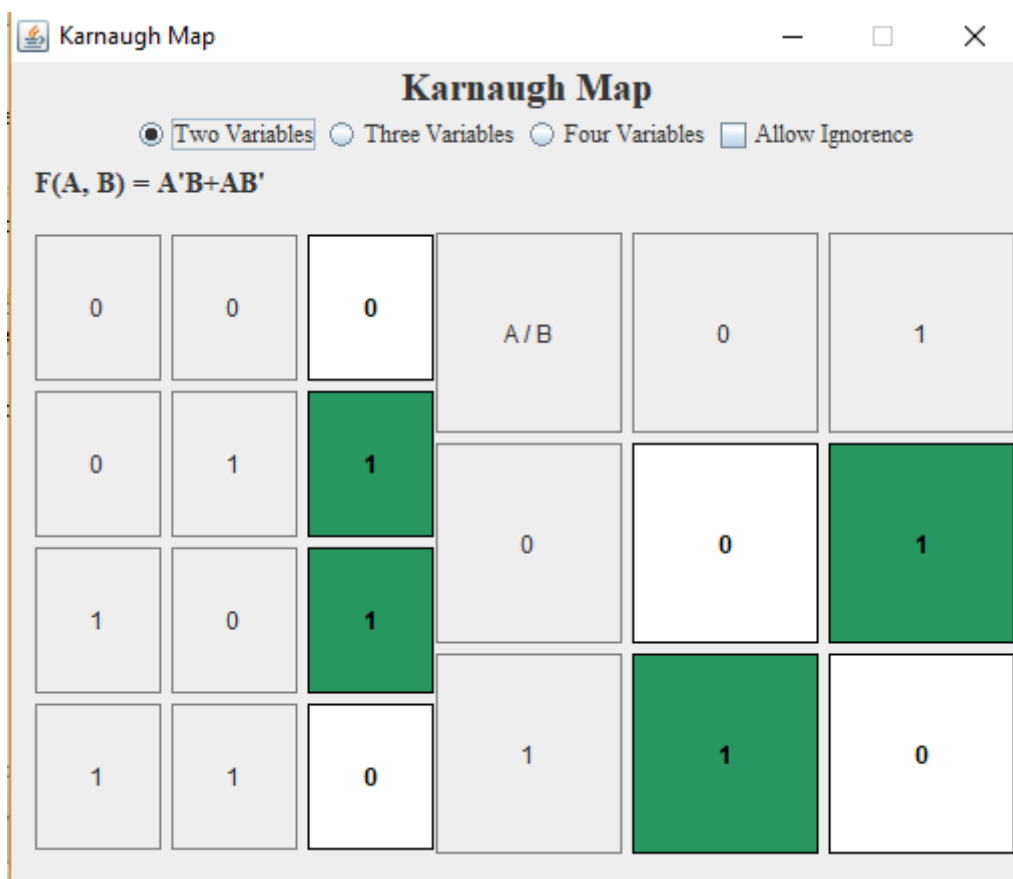 Karnaugh Map
Karnaugh Map
Two Variables Three Variables Four Variables Allow Ignorence
F(A, B) = A'B+AB'
0 0 0
0 1 1
1 0 1
1 1 0
A / B 0 1
0 0 1
1 1 0